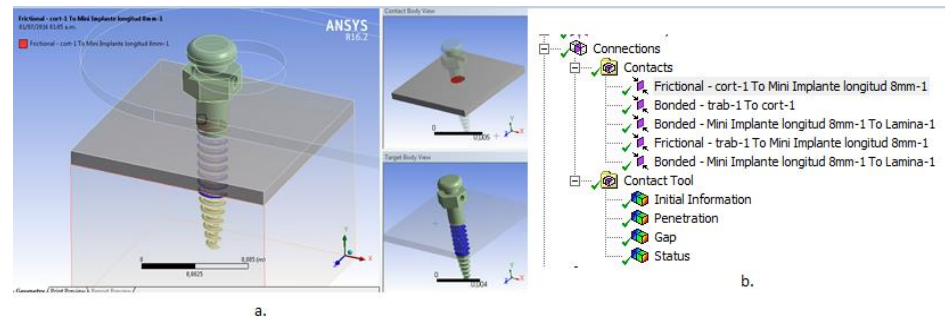 Frictional - cort-1 To Mini Implante longitud 8mm-1
01/07/2016 01:05 a.m.
Frictional - cort-1 To Mini Implante longitud 8mm-1
ANSYS
R16.2
0
0,005 (m)
0,0025
X
Y
Contact Body View
0
0,006
X
Y
Target Body View
0
0,004
X
Y
Geometry / Print Preview / Report Preview
a.
Connections
Contacts
Frictional - cort-1 To Mini Implante longitud 8mm-1
Bonded - trab-1 To cort-1
Bonded - Mini Implante longitud 8mm-1 To Lamina-1
Frictional - trab-1 To Mini Implante longitud 8mm-1
Bonded - Mini Implante longitud 8mm-1 To Lamina-1
Contact Tool
Initial Information
Penetration
Gap
Status
b.